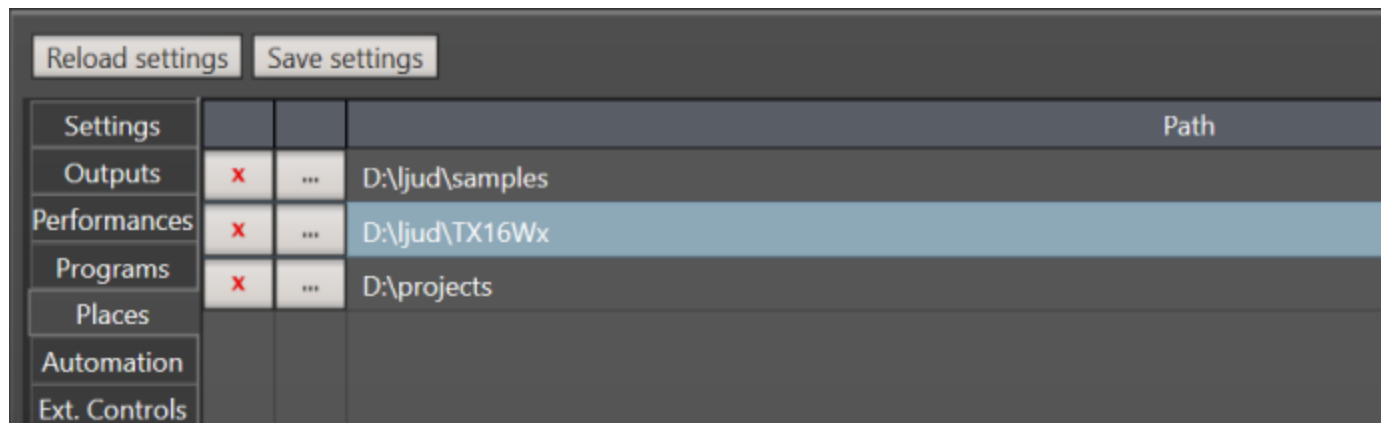 Reload settings Save settings
Settings Path
Outputs x ... D:\ljud\samples
Performances x ... D:\ljud\TX16Wx
Programs x ... D:\projects
Places
Automation
Ext. Controls